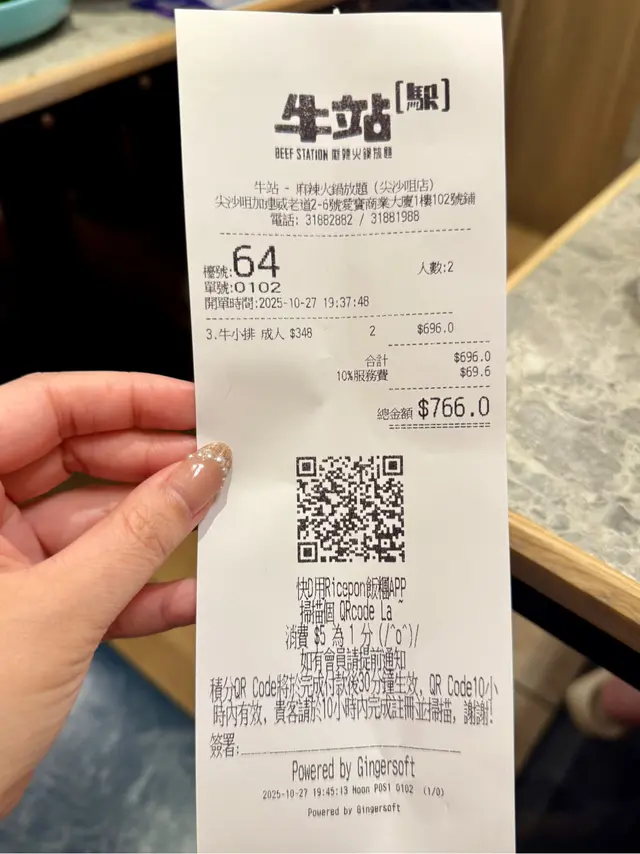 牛站[駅]
BEEF STATION 麻辣火鍋放題
牛站 - 麻辣火鍋放題 (尖沙咀店)
尖沙咀加連威老道2-6號愛賓商業大廈1樓102號鋪
電話: 31882882 / 31881988
檯號:64
人數:2
單號:0102
開單時間:2025-10-27 19:37:48
3.牛小排 成人 $348 2 $696.0
合計 $696.0
10%服務費 $69.6
總金額 $766.0
快D用Ricepon飯糰APP
掃描個 QRcode La ~
消費 $5 為 1 分 (/^o^)/
如有會員請提前通知
積分QR Code將於完成付款後30分鐘生效, QR Code10小
時內有效, 貴客請於10小時內完成註冊並掃描, 謝謝!
簽署:
Powered by Gingersoft
2025-10-27 19:45:13 Hoon POS1 0102 (1/0)
Powered by Gingersoft